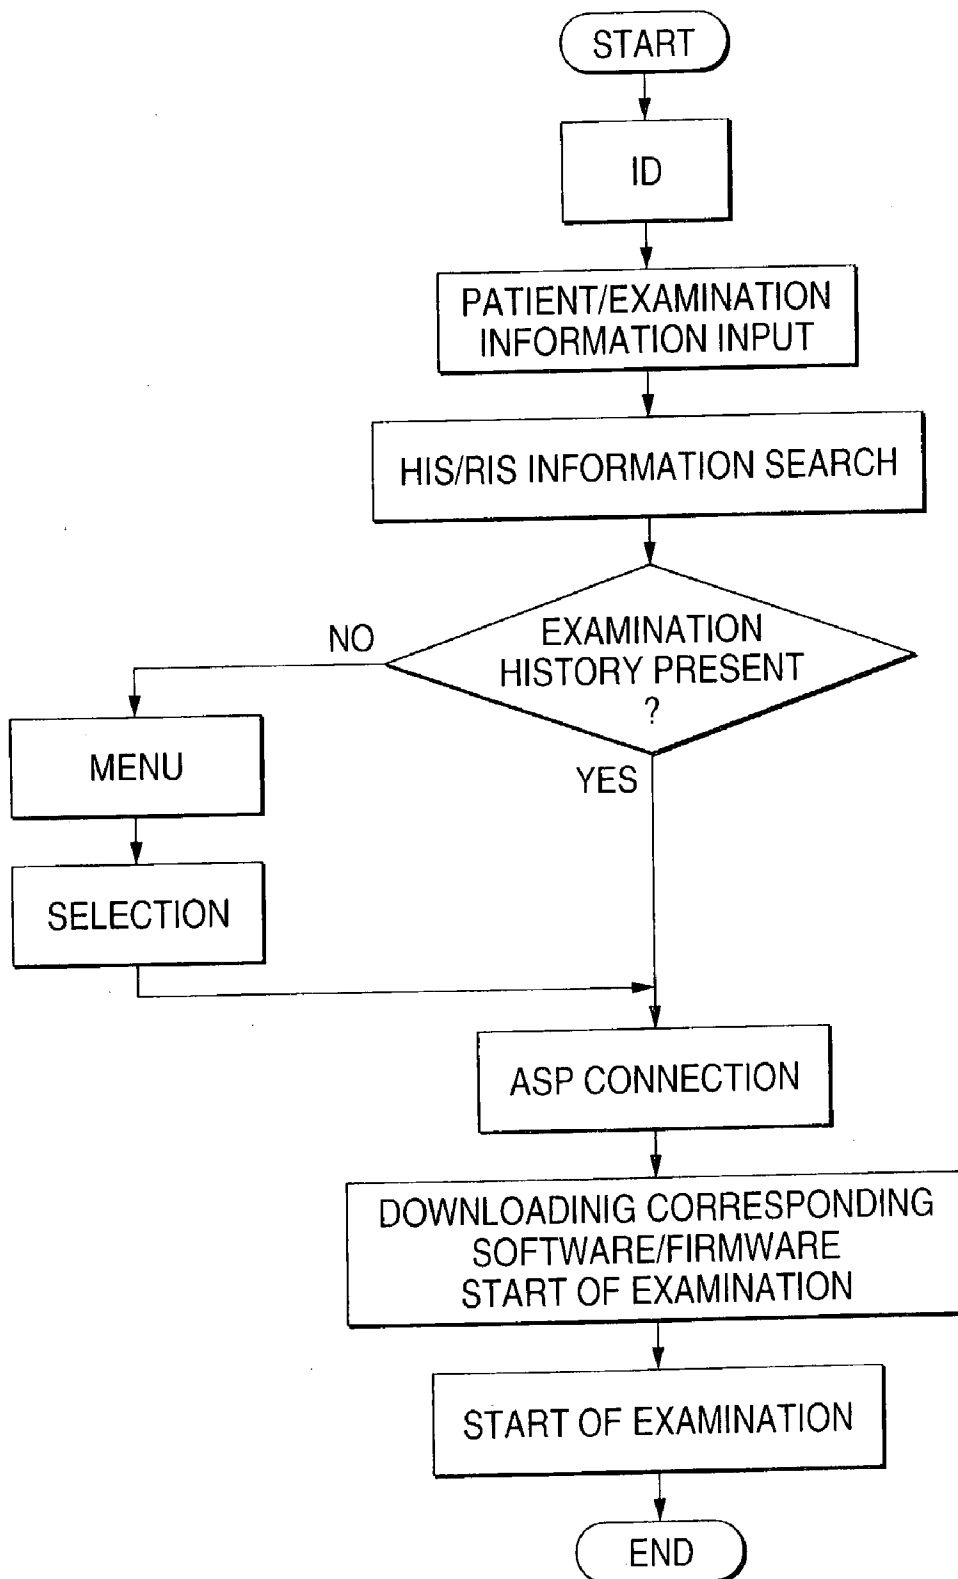 START
ID
PATIENT/EXAMINATION
INFORMATION INPUT
HIS/RIS INFORMATION SEARCH
EXAMINATION
HISTORY PRESENT
?
NO
YES
MENU
SELECTION
ASP CONNECTION
DOWNLOADINIG CORRESPONDING
SOFTWARE/FIRMWARE
START OF EXAMINATION
START OF EXAMINATION
END